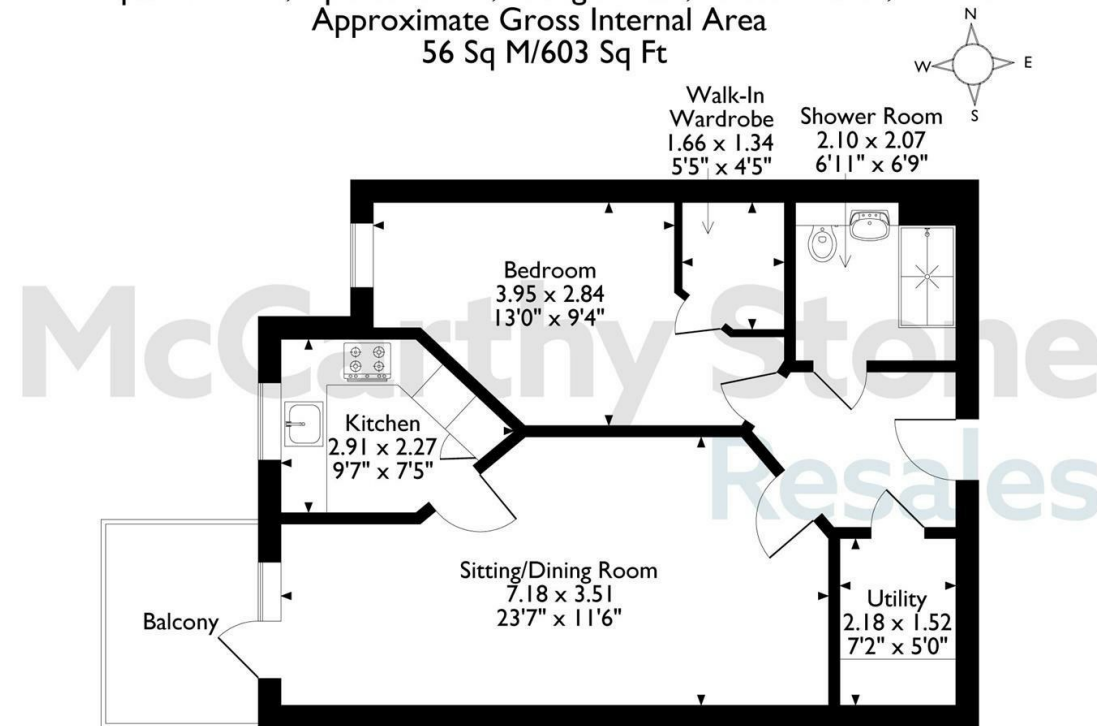 Approximate Gross Internal Area
56 Sq M/603 Sq Ft
N
W
E
S
Walk-In
Wardrobe
1.66 x 1.34
5'5" x 4'5"
Shower Room
2.10 x 2.07
6'11" x 6'9"
Bedroom
3.95 x 2.84
13'0" x 9'4"
McCarthy Stone
Resales
Kitchen
2.91 x 2.27
9'7" x 7'5"
Sitting/Dining Room
7.18 x 3.51
23'7" x 11'6"
Balcony
Utility
2.18 x 1.52
7'2" x 5'0"